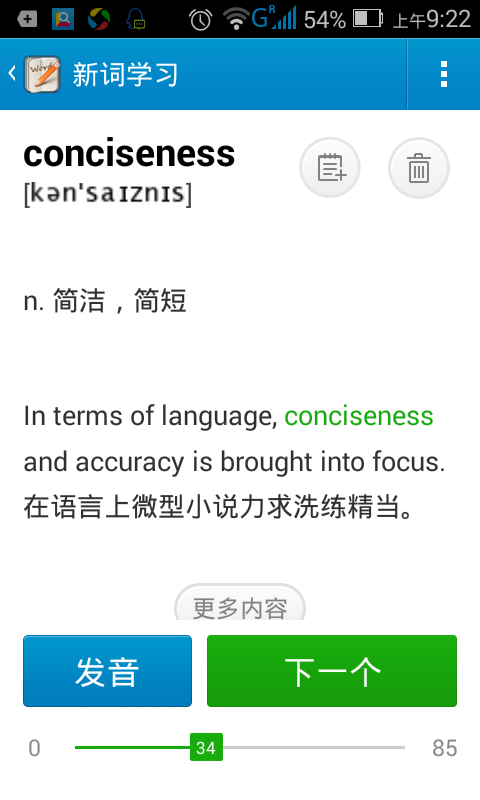 G R 54% 上午9:22
Words 新词学习
conciseness
[kən'saɪznɪs]
n. 简洁，简短
In terms of language, conciseness
and accuracy is brought into focus.
在语言上微型小说力求洗练精当。
更多内容
发音 下一个
0 34 85